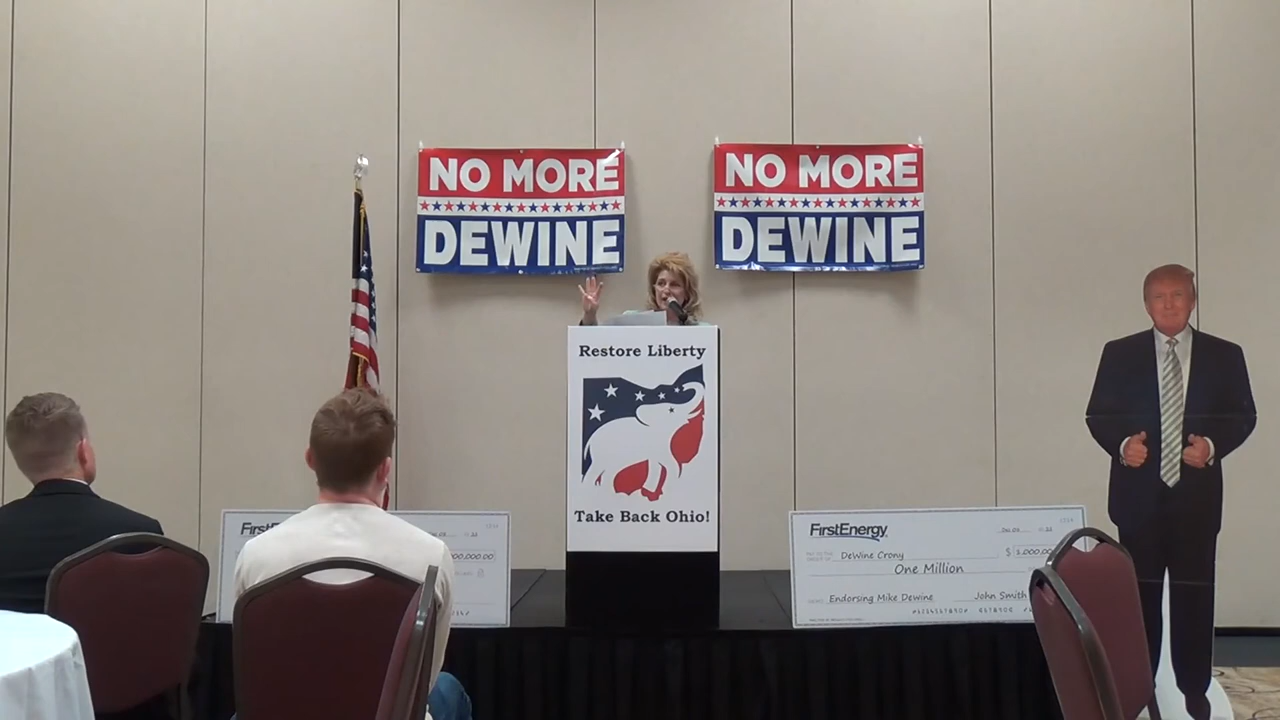 NO MORE
DEWINE
NO MORE
DEWINE
Restore Liberty
Take Back Ohio!
FirstEnergy
DeWine Crony
$
One Million
Endorsing Mike Dewine
John Smith